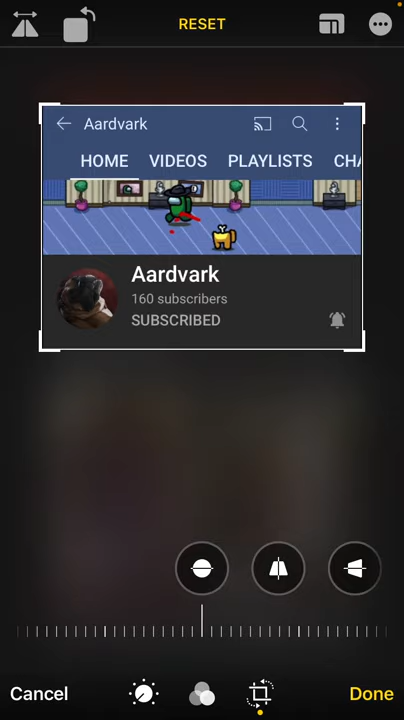 RESET
Aardvark
HOME VIDEOS PLAYLISTS CHA
Aardvark
160 subscribers
SUBSCRIBED
Cancel Done